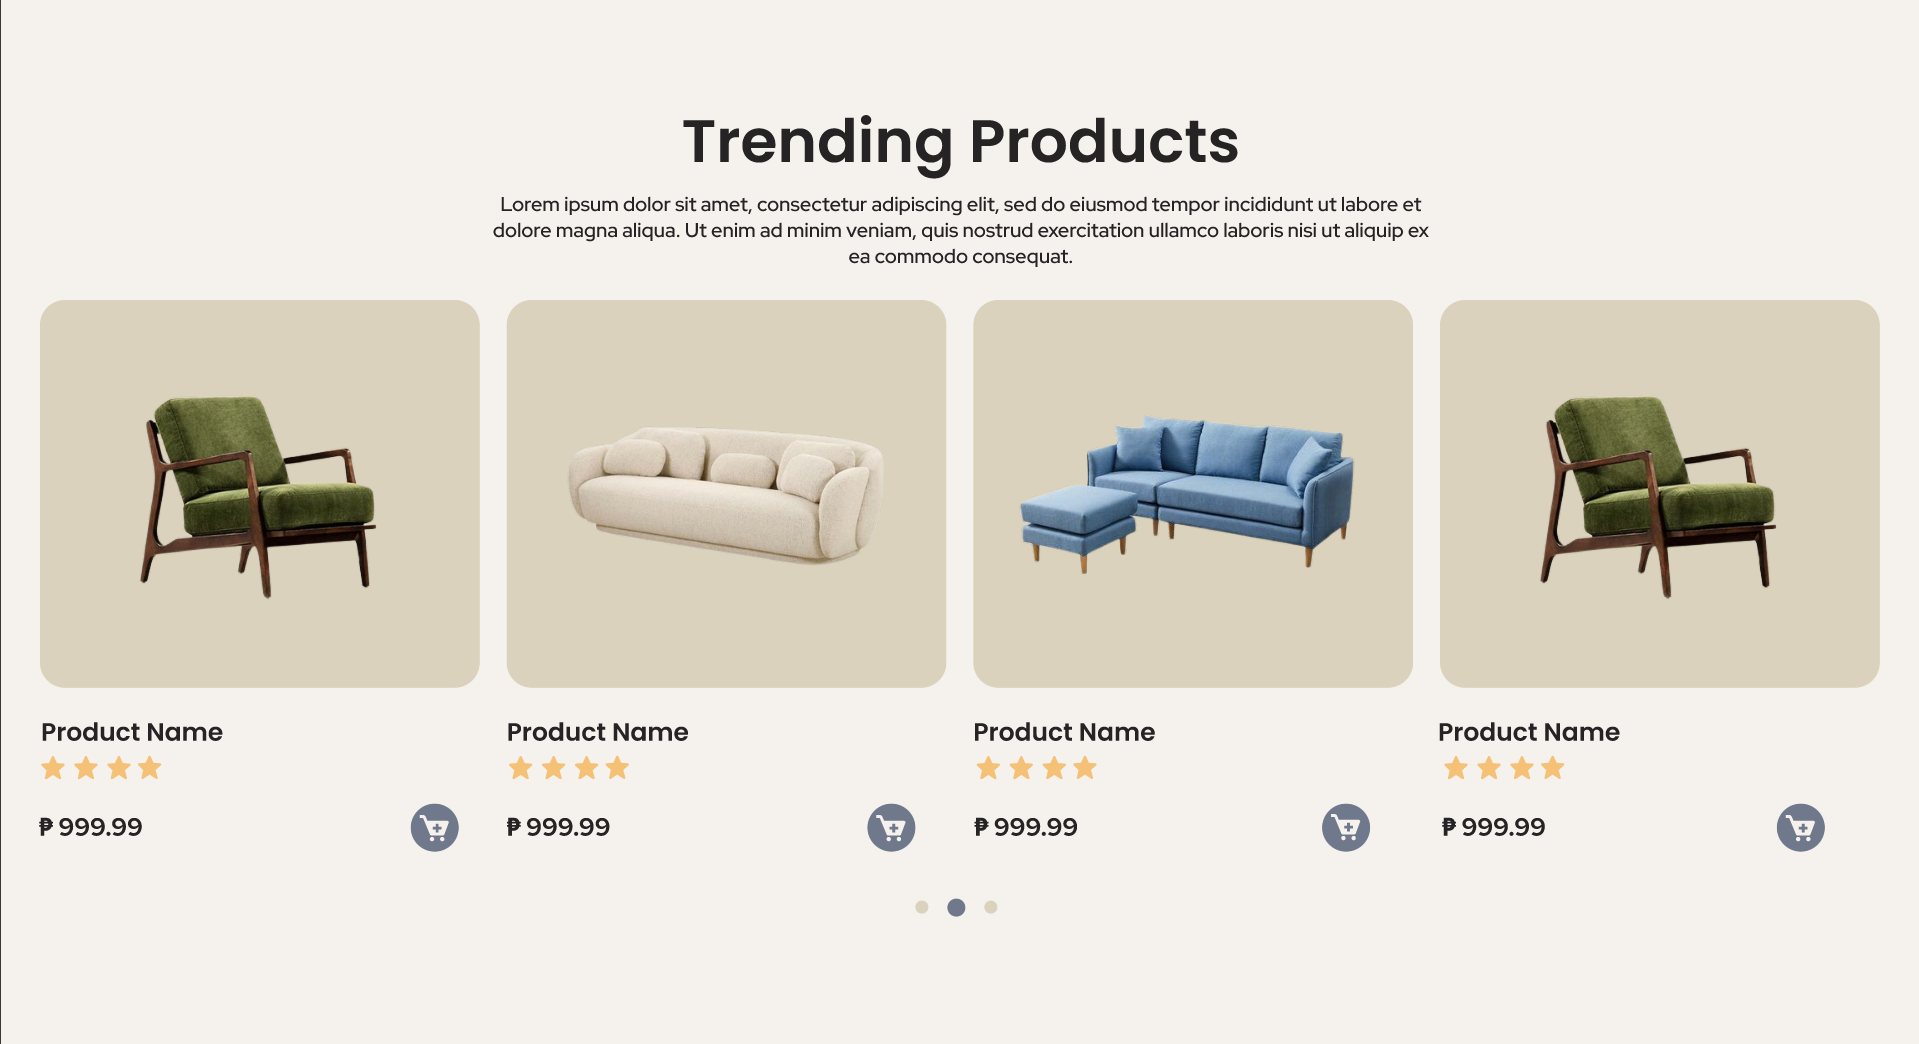 Trending Products
Lorem ipsum dolor sit amet, consectetur adipiscing elit, sed do eiusmod tempor incididunt ut labore et
dolore magna aliqua. Ut enim ad minim veniam, quis nostrud exercitation ullamco laboris nisi ut aliquip ex
ea commodo consequat.
Product Name
Product Name
Product Name
Product Name
₱ 999.99
₱ 999.99
₱ 999.99
₱ 999.99